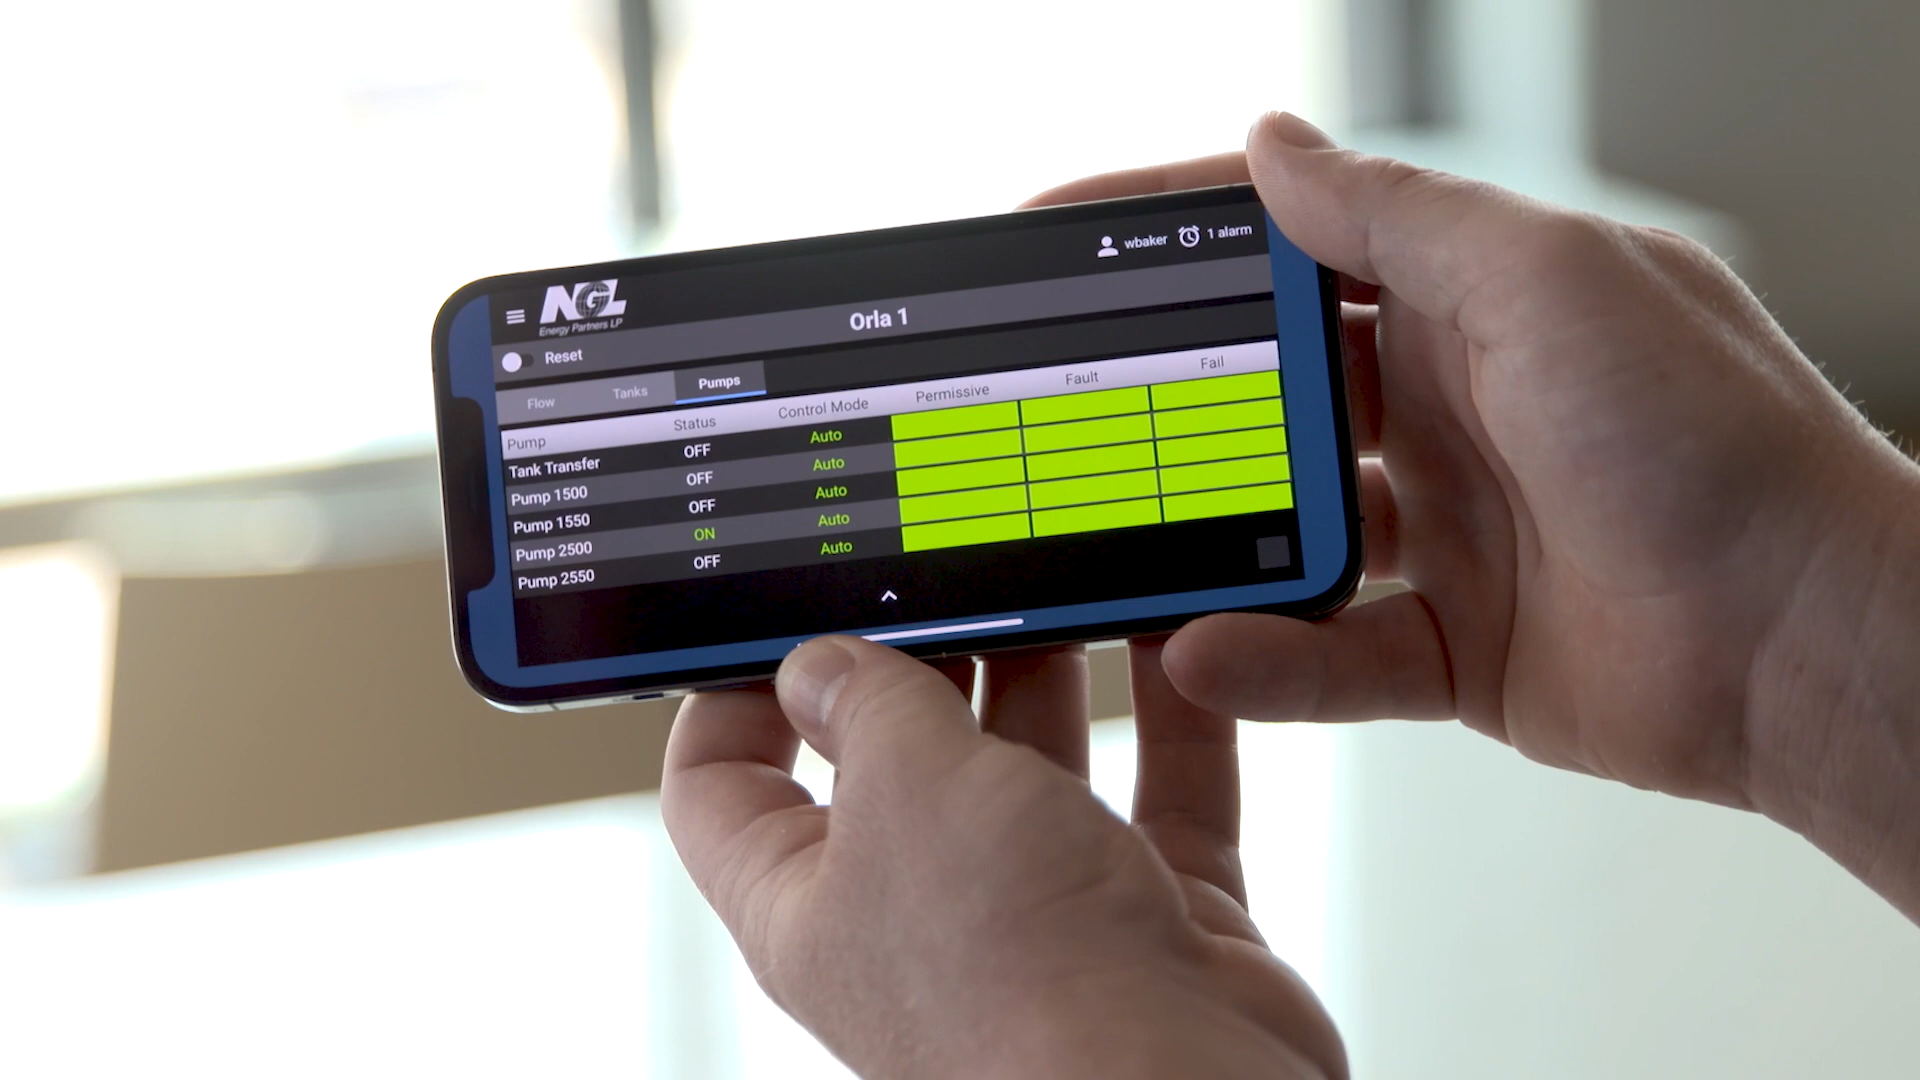 wbaker 1 alarm
NGL
Energy Partners LP
Orla 1
Reset
Flow Tanks Pumps
Pump Status Control Mode Permissive Fault Fail
Tank Transfer OFF Auto
Pump 1500 OFF Auto
Pump 1550 OFF Auto
Pump 2500 ON Auto
Pump 2550 OFF Auto